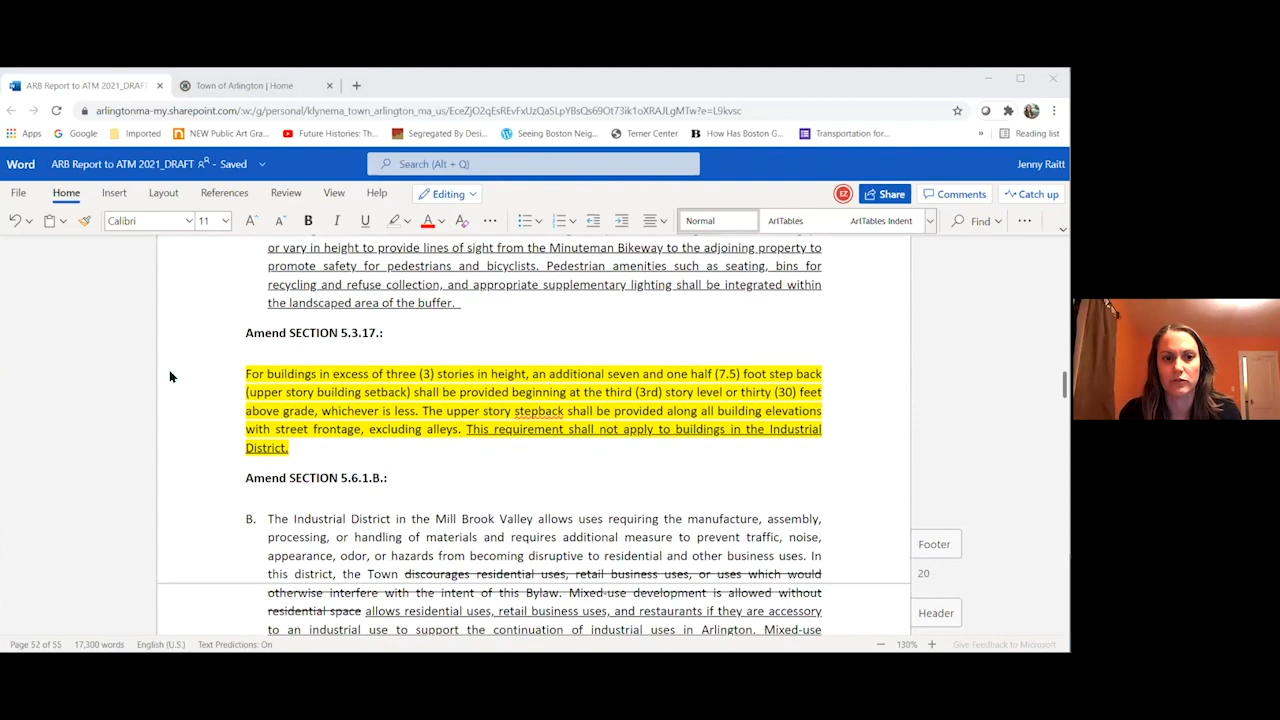 ARB Report to ATM 2021_DRAFT
Town of Arlington | Home
arlingtonma-my.sharepoint.com/:w:/g/personal/klynema_town_arlington_ma_us/EceZjO2qEsREvFxUzQaSLpYBsQs69Ot73ik1oXRAJLgMTw?e=L9kvsc
Apps Google Imported NEW Public Art Gra... Future Histories: Th... Segregated By Desi... Seeing Boston Neig... Terner Center How Has Boston G... Transportation for... » Reading list
Word ARB Report to ATM 2021_DRAFT - Saved Search (Alt + Q) Jenny Raitt
File Home Insert Layout References Review View Help Editing EZ Share Comments Catch up
Calibri 11 A A B I U A A Normal ArlTables ArlTables Indent Find
or vary in height to provide lines of sight from the Minuteman Bikeway to the adjoining property to
promote safety for pedestrians and bicyclists. Pedestrian amenities such as seating, bins for
recycling and refuse collection, and appropriate supplementary lighting shall be integrated within
the landscaped area of the buffer.
Amend SECTION 5.3.17.:
For buildings in excess of three (3) stories in height, an additional seven and one half (7.5) foot step back
(upper story building setback) shall be provided beginning at the third (3rd) story level or thirty (30) feet
above grade, whichever is less. The upper story stepback shall be provided along all building elevations
with street frontage, excluding alleys. This requirement shall not apply to buildings in the Industrial
District.
Amend SECTION 5.6.1.B.:
B. The Industrial District in the Mill Brook Valley allows uses requiring the manufacture, assembly,
processing, or handling of materials and requires additional measure to prevent traffic, noise,
appearance, odor, or hazards from becoming disruptive to residential and other business uses. In
this district, the Town discourages residential uses, retail business uses, or uses which would
otherwise interfere with the intent of this Bylaw. Mixed-use development is allowed without
residential space allows residential uses, retail business uses, and restaurants if they are accessory
to an industrial use to support the continuation of industrial uses in Arlington. Mixed-use
Footer
20
Header
Page 52 of 55 17,300 words English (U.S.) Text Predictions: On 130% Give Feedback to Microsoft